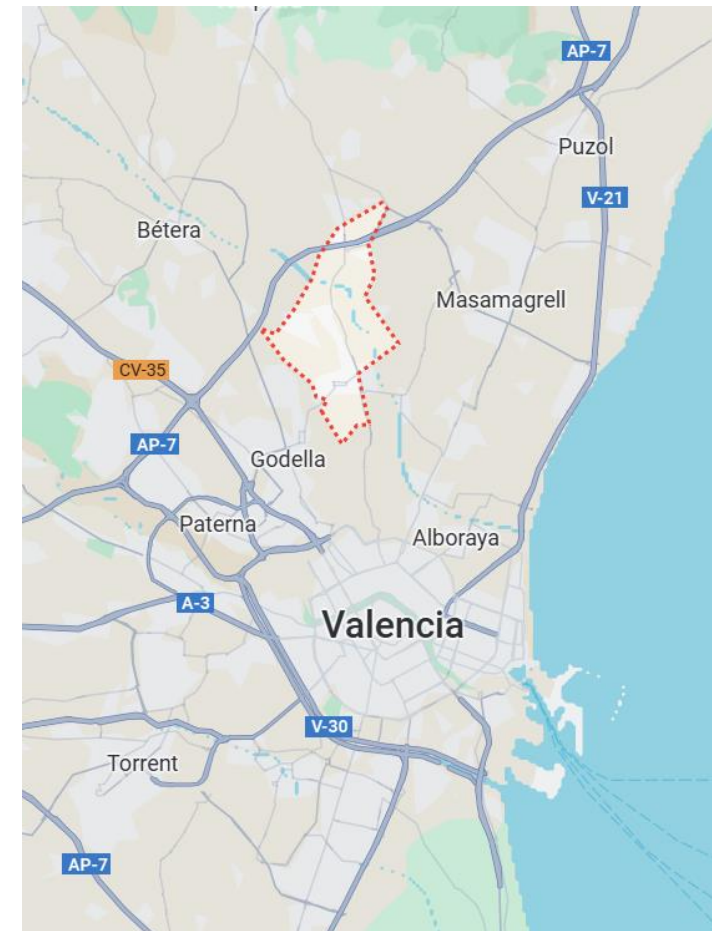 AP-7
Puzol
V-21
Bétera
Masamagrell
CV-35
AP-7
Godella
Paterna
Alboraya
A-3
Valencia
V-30
Torrent
AP-7